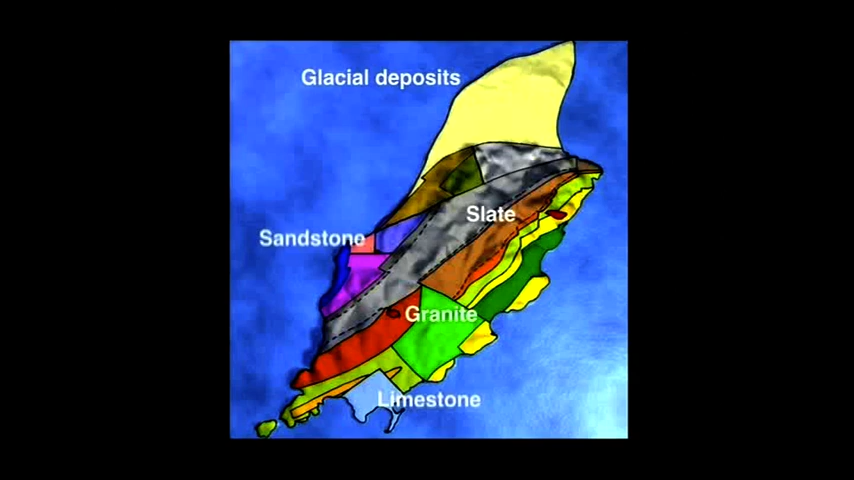 Glacial deposits
Slate
Sandstone
Granite
Limestone